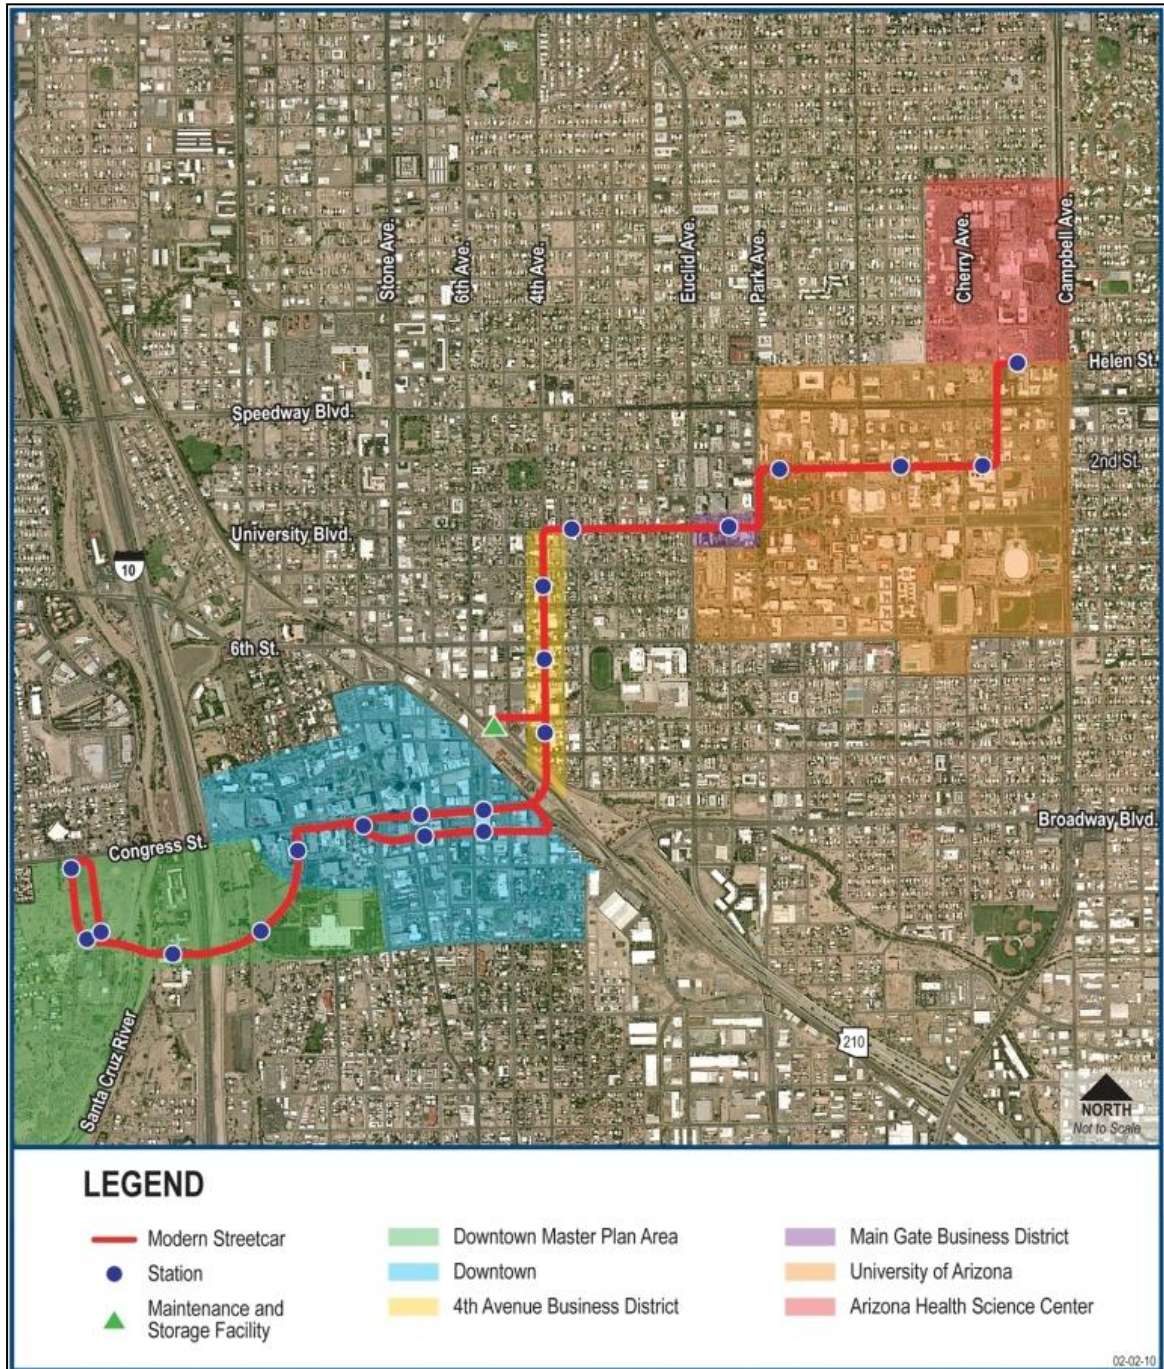 Stone Ave.
6th Ave.
4th Ave.
Euclid Ave.
Park Ave.
Cherry Ave.
Campbell Ave.
Helen St.
Speedway Blvd.
2nd St.
University Blvd.
10
6th St.
Broadway Blvd.
Congress St.
Santa Cruz River
210
NORTH
Not to Scale
LEGEND
Modern Streetcar
Station
Maintenance and
Storage Facility
Downtown Master Plan Area
Downtown
4th Avenue Business District
Main Gate Business District
University of Arizona
Arizona Health Science Center
02-02-10